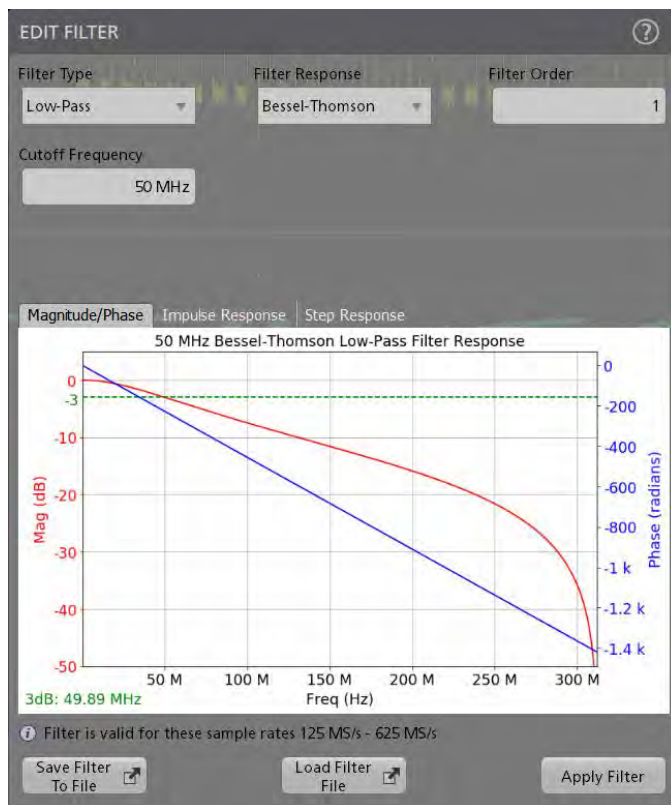 EDIT FILTER
?
Filter Type Filter Response Filter Order
Low-Pass Bessel-Thomson 1
Cutoff Frequency
50 MHz
Magnitude/Phase Impulse Response Step Response
50 MHz Bessel-Thomson Low-Pass Filter Response
0
-3
-10
-20
-30
-40
-50
Mag (dB)
0
-200
-400
-600
-800
-1 k
-1.2 k
-1.4 k
Phase (radians)
50 M 100 M 150 M 200 M 250 M 300 M
3dB: 49.89 MHz Freq (Hz)
i Filter is valid for these sample rates 125 MS/s - 625 MS/s
Save Filter
To File
Load Filter
File
Apply Filter